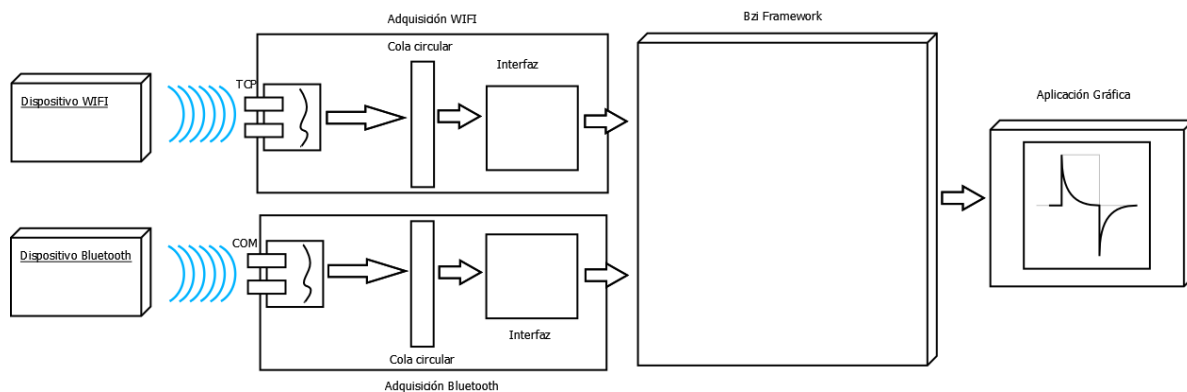 Adquisición WIFI
Bzi Framework
Cola circular
Interfaz
TCP
Dispositivo WIFI
Aplicación Gráfica
COM
Dispositivo Bluetooth
Interfaz
Cola circular
Adquisición Bluetooth